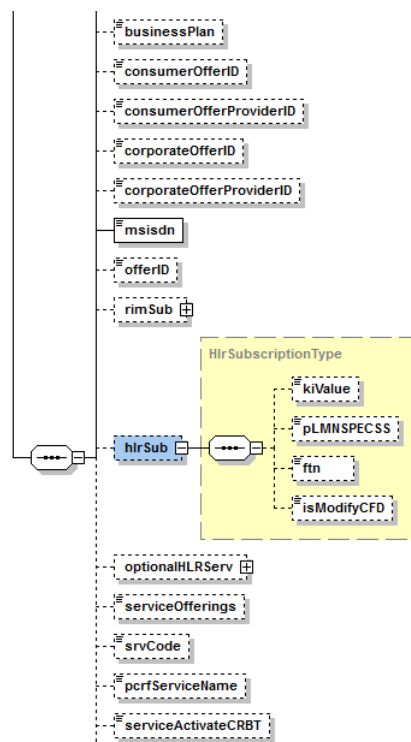 businessPlan
consumerOfferID
consumerOfferProviderID
corporateOfferID
corporateOfferProviderID
msisdn
offerID
rimSub
HlrSubscriptionType
kiValue
pLMNSPECSS
hlrSub
ftn
isModifyCFD
optionalHLRServ
serviceOfferings
srvCode
pcrfServiceName
serviceActivateCRBT